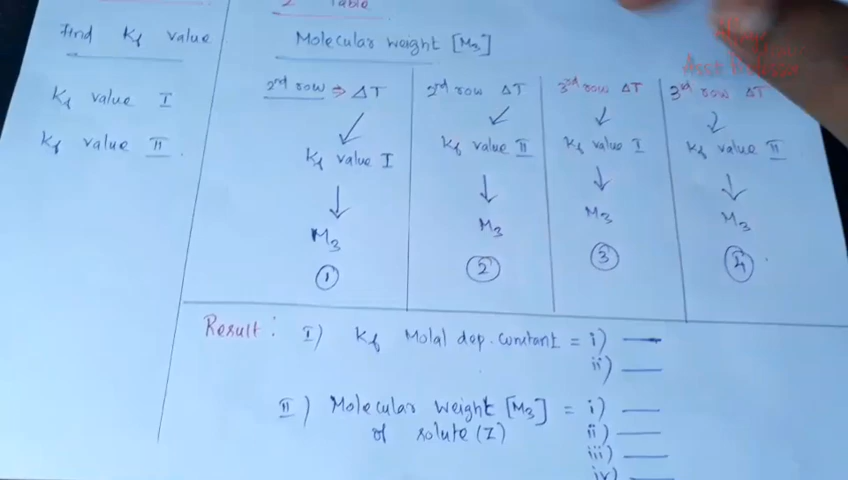 2 Table
Find Kf value
Kf value I
Kf value II
Molecular weight [M3]
2nd row ⇒ ΔT
Kf value I
M3
①
2nd row ΔT
Kf value II
M3
②
3rd row ΔT
Kf value I
M3
③
3rd row ΔT
Kf value II
M3
④
Result: I) Kf Molal dep. constant = i)
ii)
II) Molecular weight [M3] = i)
of solute (I) ii)
iii)
iv)